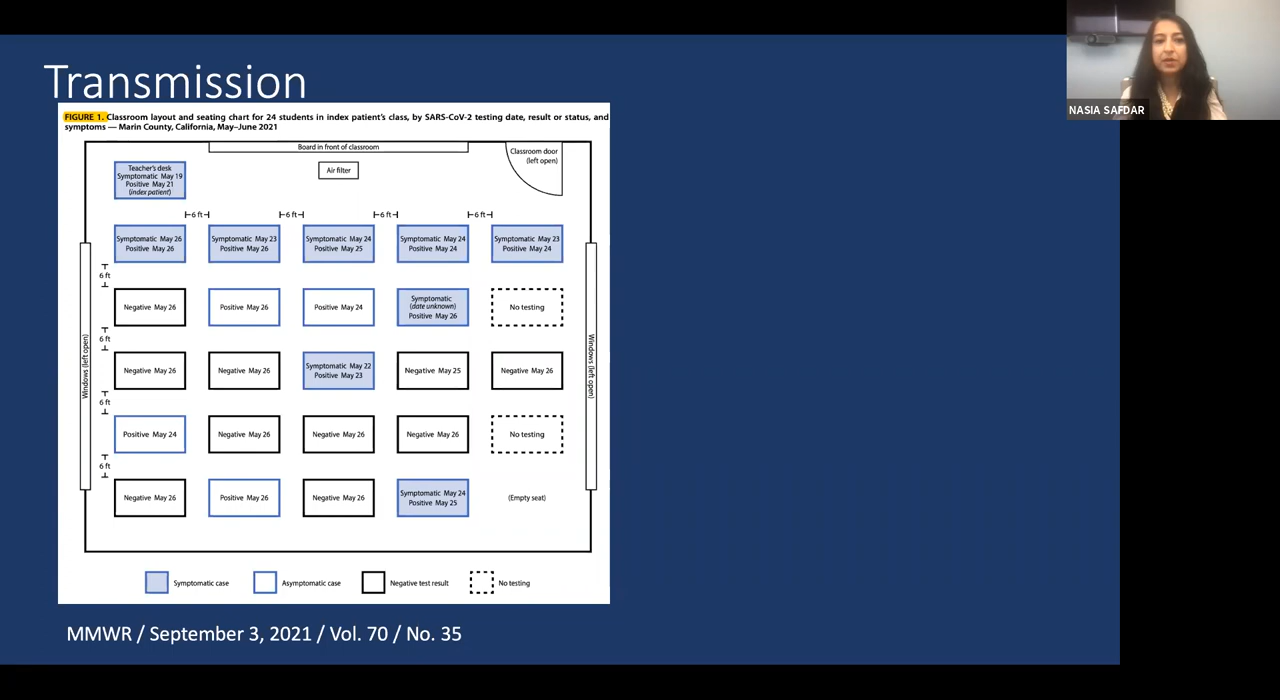 Transmission
NASIA SAFDAR
FIGURE 1. Classroom layout and seating chart for 24 students in index patient's class, by SARS-CoV-2 testing date, result or status, and
symptoms — Marin County, California, May–June 2021
Board in front of classroom
Classroom door
(left open)
Air filter
Teacher's desk
Symptomatic May 19
Positive May 21
(index patient)
6 ft
6 ft
6 ft
6 ft
Symptomatic May 26
Positive May 26
Symptomatic May 23
Positive May 26
Symptomatic May 24
Positive May 25
Symptomatic May 24
Positive May 24
Symptomatic May 23
Positive May 24
6 ft
Negative May 26
Positive May 26
Positive May 24
Symptomatic
(date unknown)
Positive May 26
No testing
6 ft
Windows (left open)
Windows (left open)
Negative May 26
Negative May 26
Symptomatic May 22
Positive May 23
Negative May 25
Negative May 26
6 ft
Positive May 24
Negative May 26
Negative May 26
Negative May 26
No testing
6 ft
Negative May 26
Positive May 26
Negative May 26
Symptomatic May 24
Positive May 25
(Empty seat)
Symptomatic case
Asymptomatic case
Negative test result
No testing
MMWR / September 3, 2021 / Vol. 70 / No. 35